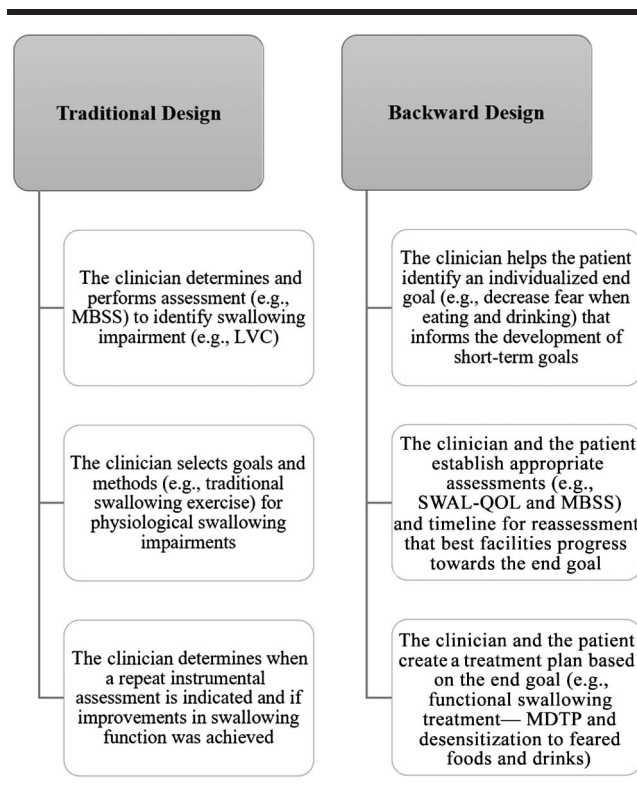 Traditional Design
The clinician determines and
performs assessment (e.g.,
MBSS) to identify swallowing
impairment (e.g., LVC)
The clinician selects goals and
methods (e.g., traditional
swallowing exercise) for
physiological swallowing
impairments
The clinician determines when
a repeat instrumental
assessment is indicated and if
improvements in swallowing
function was achieved
Backward Design
The clinician helps the patient
identify an individualized end
goal (e.g., decrease fear when
eating and drinking) that
informs the development of
short-term goals
The clinician and the patient
establish appropriate
assessments (e.g.,
SWAL-QOL and MBSS)
and timeline for reassessment
that best facilities progress
towards the end goal
The clinician and the patient
create a treatment plan based
on the end goal (e.g.,
functional swallowing
treatment— MDTP and
desensitization to feared
foods and drinks)